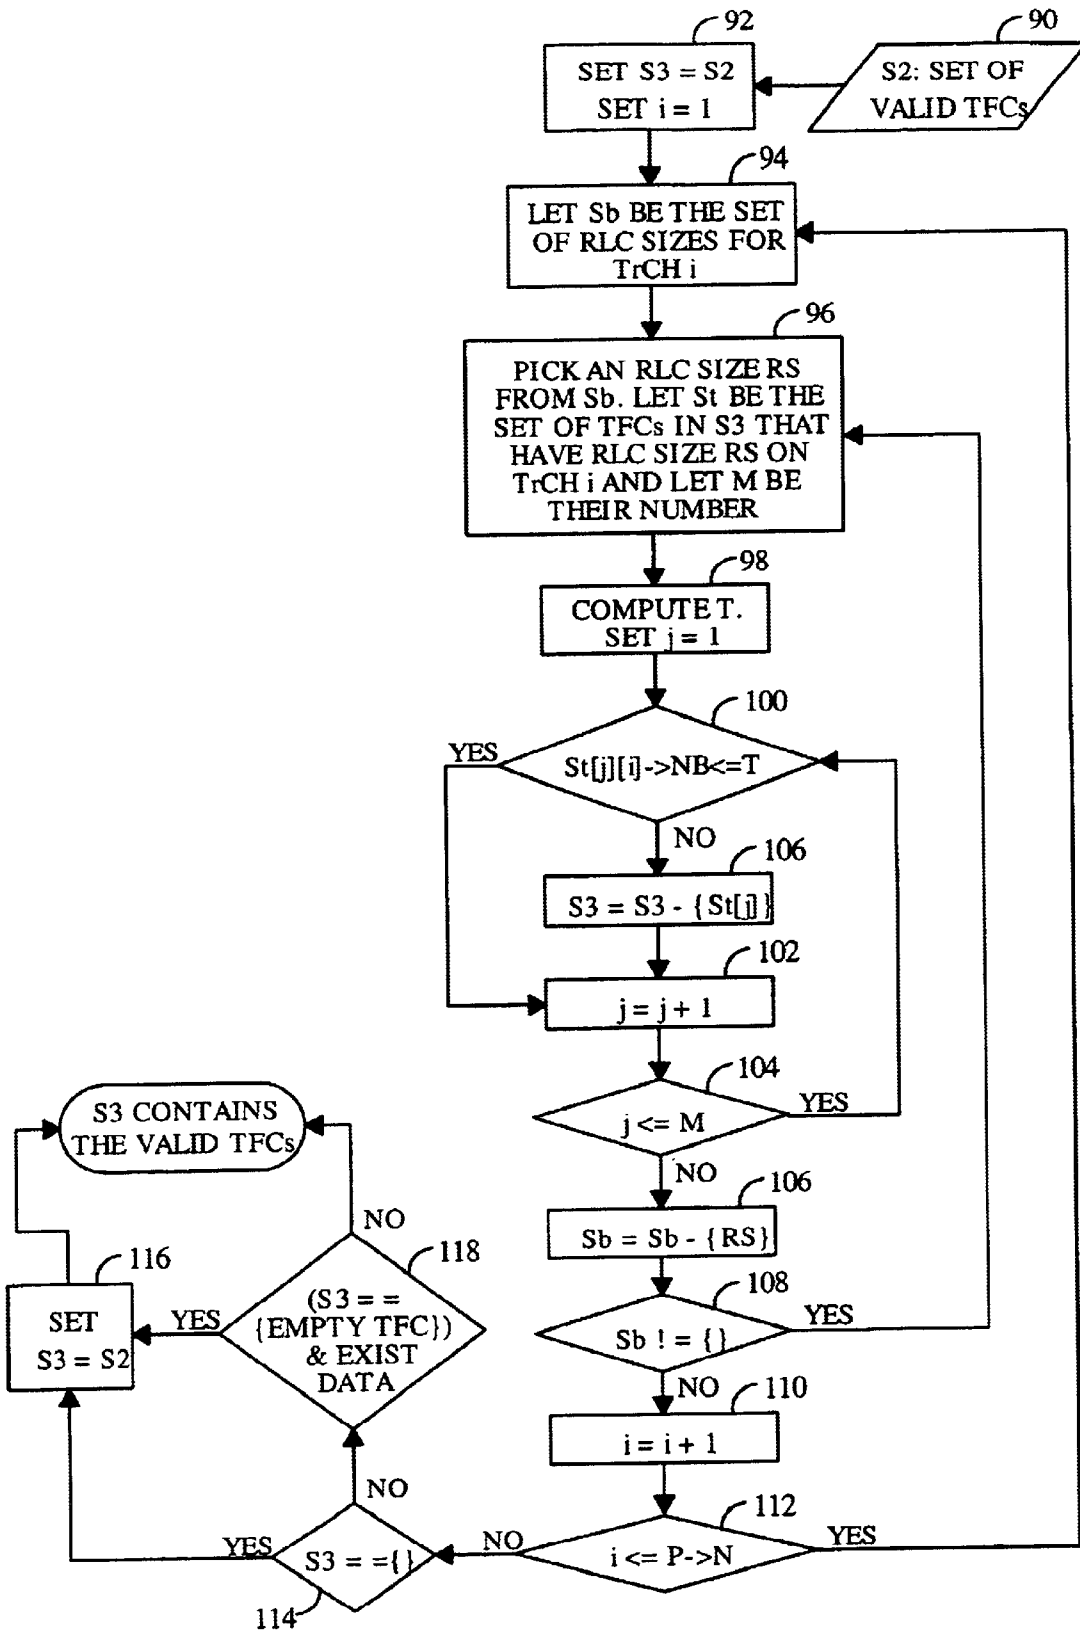 92
90
SET S3 = S2
SET i = 1
S2: SET OF
VALID TFCs
94
LET Sb BE THE SET
OF RLC SIZES FOR
TrCH i
96
PICK AN RLC SIZE RS
FROM Sb. LET St BE THE
SET OF TFCs IN S3 THAT
HAVE RLC SIZE RS ON
TrCH i AND LET M BE
THEIR NUMBER
98
COMPUTE T.
SET j = 1
100
YES
St[j][i]->NB<=T
NO
106
S3 = S3 - {St[j]}
102
j = j + 1
104
j <= M
YES
NO
106
Sb = Sb - {RS}
108
Sb ! = {}
YES
NO
110
i = i + 1
112
i <= P->N
YES
NO
S3 = ={}
114
YES
NO
118
(S3 = =
{EMPTY TFC})
& EXIST
DATA
YES
NO
116
SET
S3 = S2
S3 CONTAINS
THE VALID TFCs